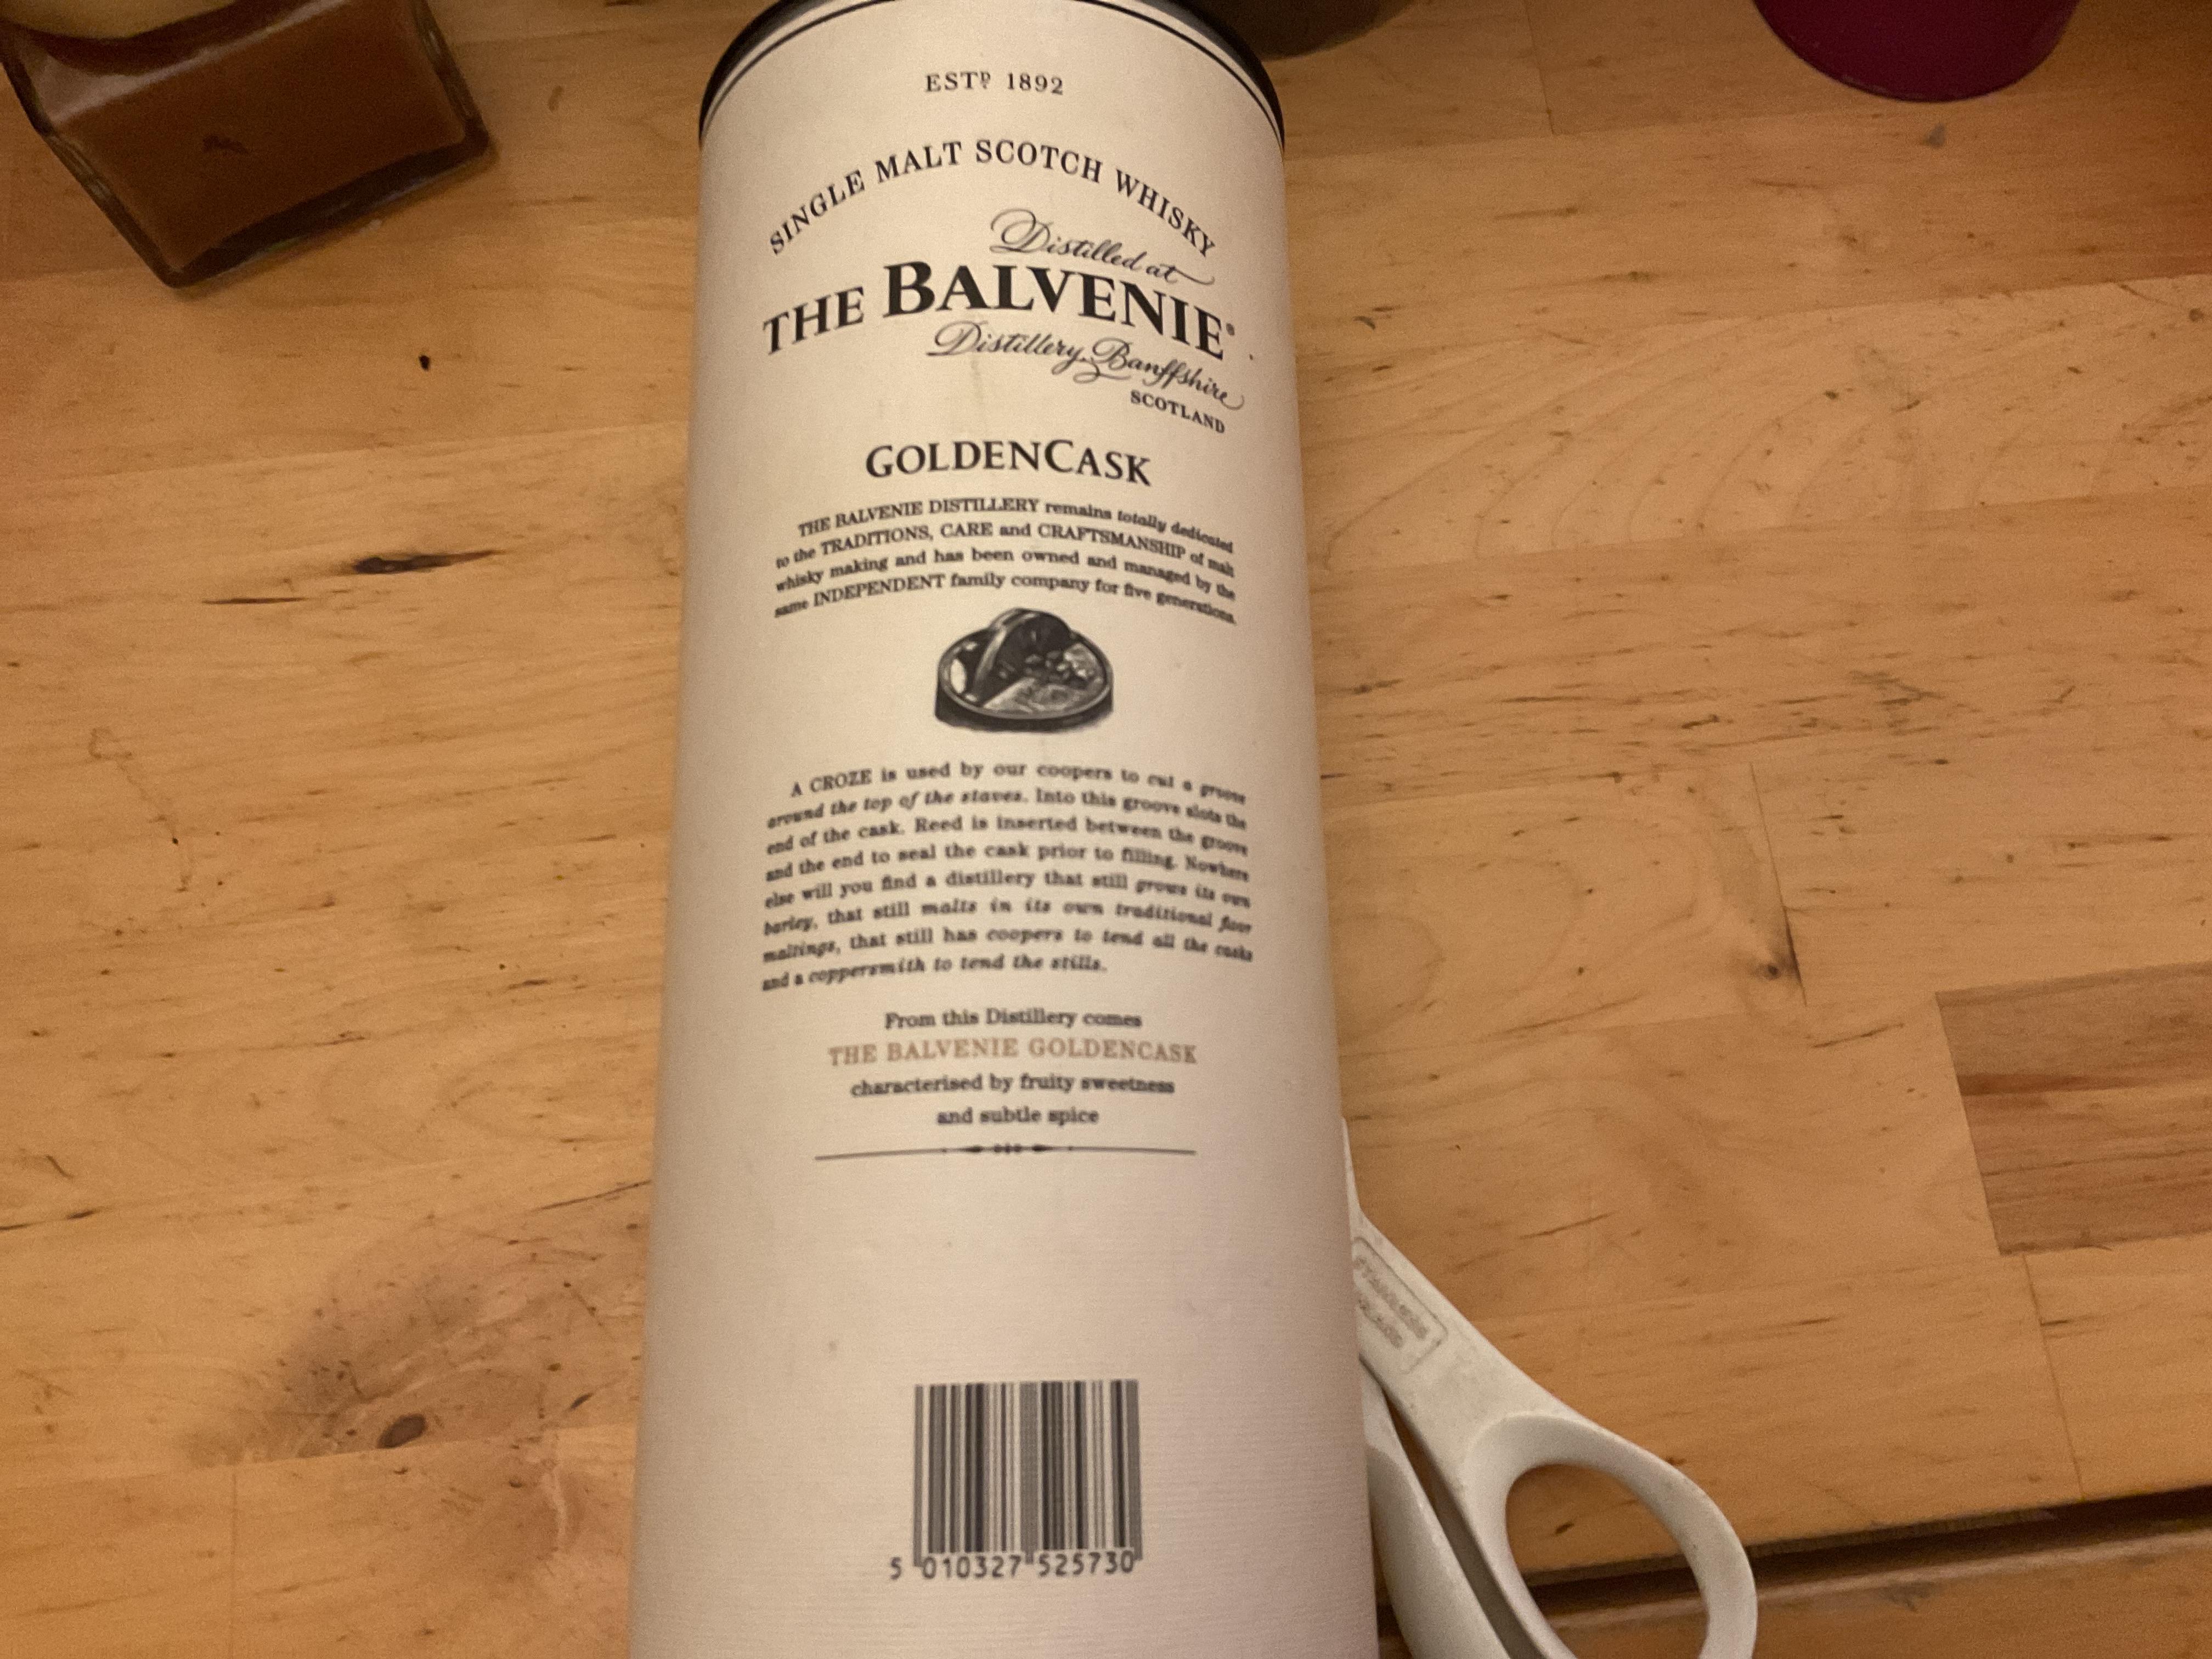 ESTD 1892
SINGLE MALT SCOTCH WHISKY
Distilled at
THE BALVENIE®
Distillery, Banffshire
SCOTLAND
GOLDENCASK
THE BALVENIE DISTILLERY remains totally dedicated
to the TRADITIONS, CARE and CRAFTSMANSHIP of malt
whisky making and has been owned and managed by the
same INDEPENDENT family company for five generations.
A CROZE is used by our coopers to cut a groove
around the top of the staves. Into this groove slots the
end of the cask. Reed is inserted between the groove
and the end to seal the cask prior to filling. Nowhere
else will you find a distillery that still grows its own
barley, that still malts in its own traditional floor
maltings, that still has coopers to tend all the casks
and a coppersmith to tend the stills.
From this Distillery comes
THE BALVENIE GOLDENCASK
characterised by fruity sweetness
and subtle spice
5 010327 525730